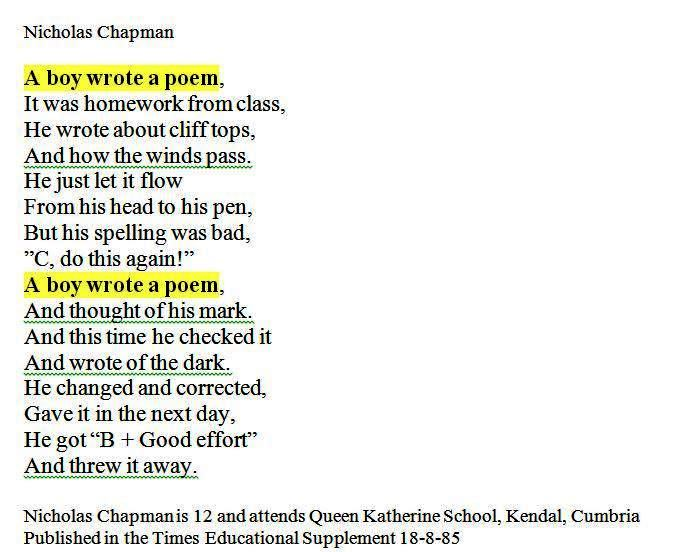 Nicholas Chapman
A boy wrote a poem,
It was homework from class,
He wrote about cliff tops,
And how the winds pass.
He just let it flow
From his head to his pen,
But his spelling was bad,
”C, do this again!”
A boy wrote a poem,
And thought of his mark.
And this time he checked it
And wrote of the dark.
He changed and corrected,
Gave it in the next day,
He got “B + Good effort”
And threw it away.
Nicholas Chapman is 12 and attends Queen Katherine School, Kendal, Cumbria
Published in the Times Educational Supplement 18-8-85